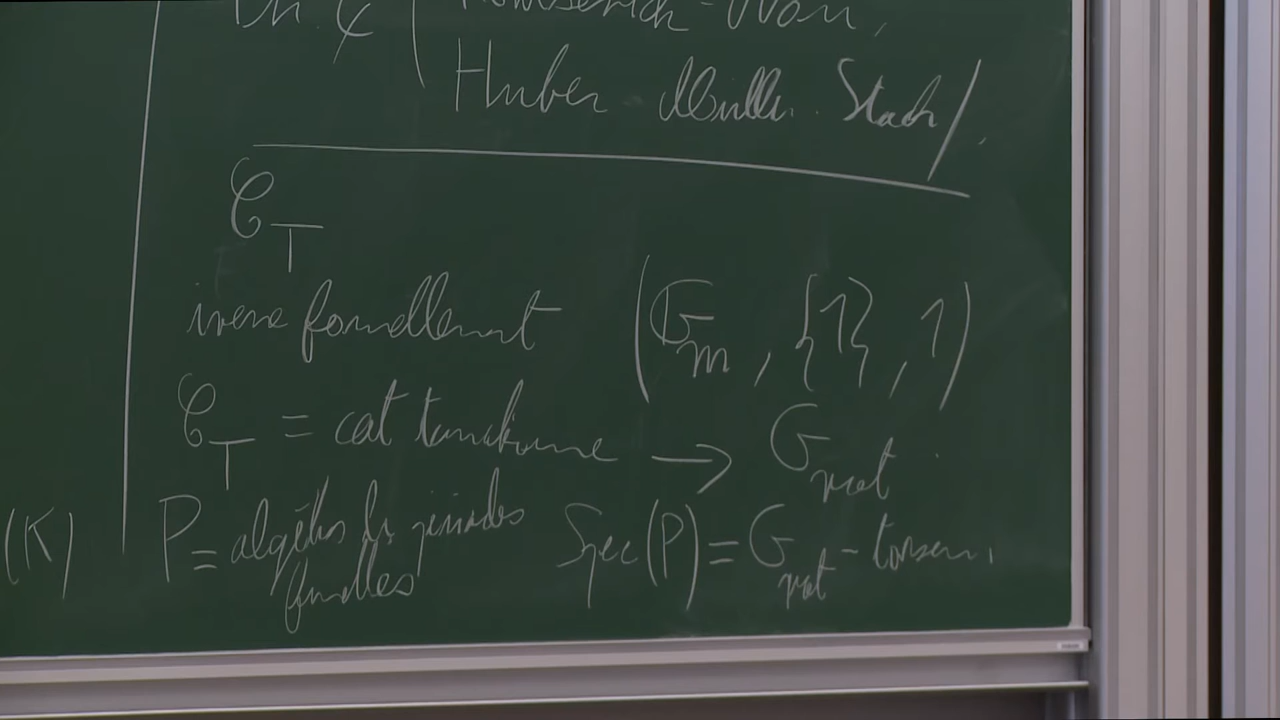 Th. (
Huber Müller. Stach/.
𝒞_T
inverse formellement (G_m, {1}, 1)
𝒞_T = cat tannakienne → G_mot
(K) P = algèbre des périodes Spec(P) = G_mot-torseur.
formelles